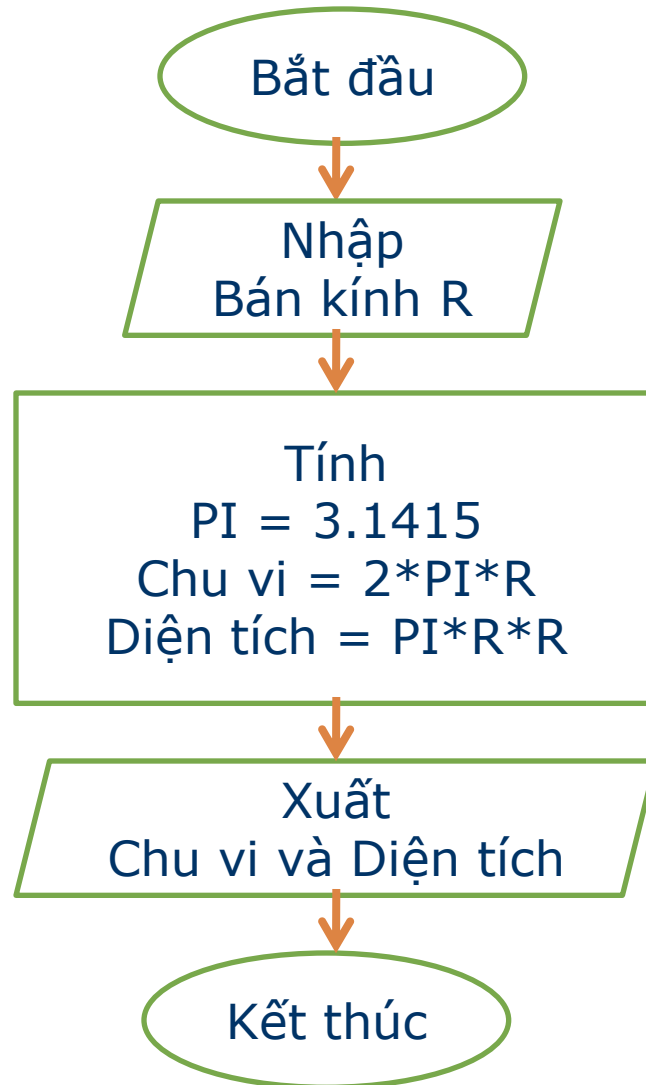 Bắt đầu
Nhập
Bán kính R
Tính
PI = 3.1415
Chu vi = 2*PI*R
Diện tích = PI*R*R
Xuất
Chu vi và Diện tích
Kết thúc